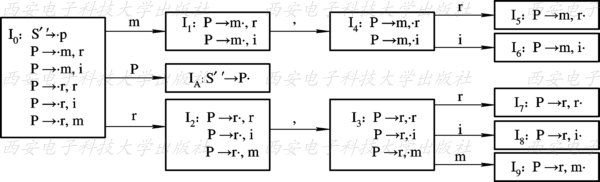 I₀: S′′→·p
P→·m, r
P→·m, i
P→·r, r
P→·r, i
P→·r, m
m
I₁: P→m·, r
P→m·, i
,
I₄: P→m,·r
P→m,·i
r
I₅: P→m, r·
i
I₆: P→m, i·
P
I_A: S′′→P·
r
I₂: P→r·, r
P→r·, i
P→r·, m
,
I₃: P→r,·r
P→r,·i
P→r,·m
r
I₇: P→r, r·
i
I₈: P→r, i·
m
I₉: P→r, m·
西安电子科技大学出版社